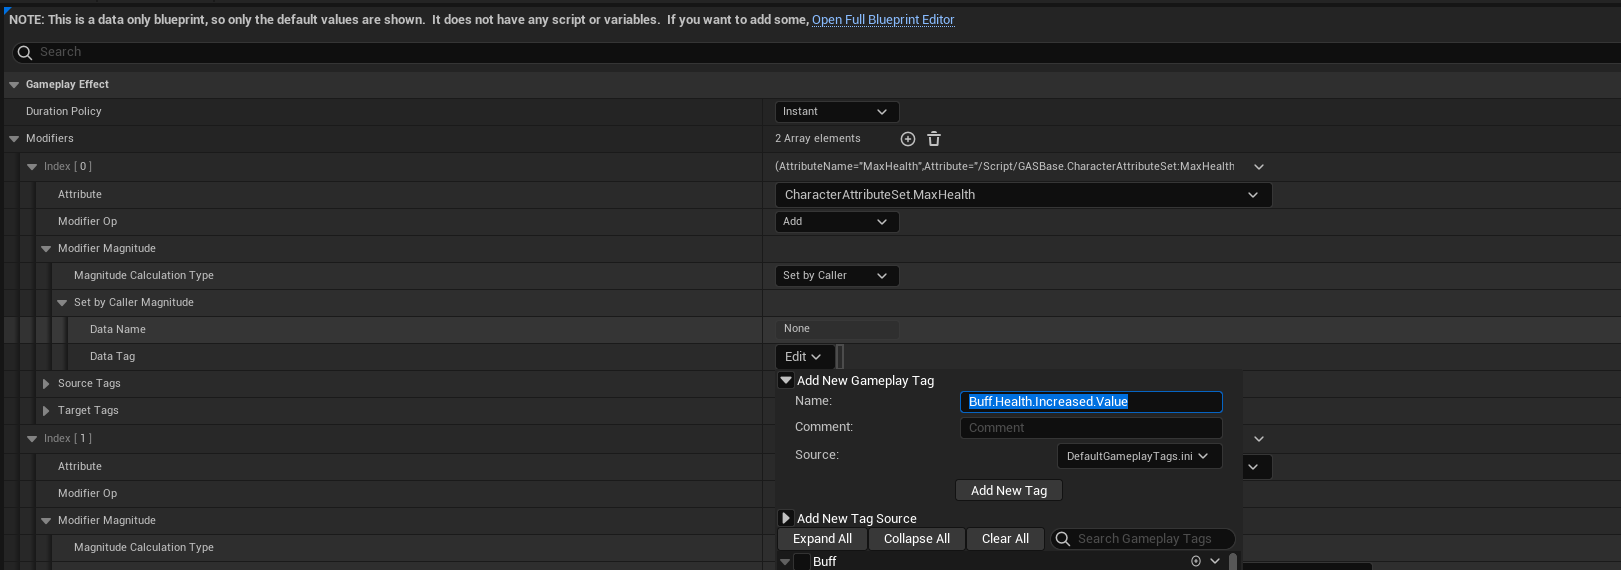 NOTE: This is a data only blueprint, so only the default values are shown.  It does not have any script or variables.  If you want to add some, Open Full Blueprint Editor
Search
Gameplay Effect
Duration Policy Instant
Modifiers 2 Array elements
Index [ 0 ] (AttributeName="MaxHealth",Attribute="/Script/GASBase.CharacterAttributeSet:MaxHealth
Attribute CharacterAttributeSet.MaxHealth
Modifier Op Add
Modifier Magnitude
Magnitude Calculation Type Set by Caller
Set by Caller Magnitude
Data Name None
Data Tag Edit
Source Tags Add New Gameplay Tag
Name: Buff.Health.Increased.Value
Target Tags
Comment: Comment
Index [ 1 ]
Source: DefaultGameplayTags.ini
Attribute
Modifier Op Add New Tag
Modifier Magnitude Add New Tag Source
Expand All Collapse All Clear All Search Gameplay Tags
Magnitude Calculation Type
Buff